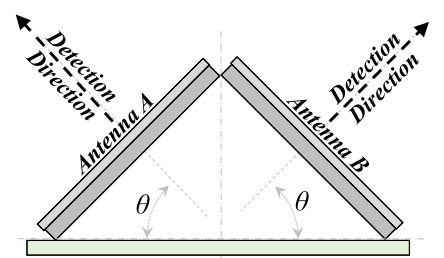 Detection
Direction
Antenna A
Detection
Direction
Antenna B
θ
θ